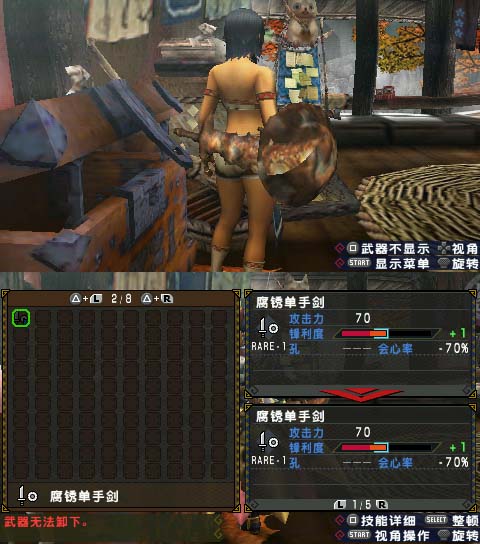 武器不显示 视角
START 显示菜单 旋转
+L 2/8 +R
腐锈单手剑
攻击力 70
锋利度 +1
RARE-1 孔 --- 会心率 -70%
腐锈单手剑
攻击力 70
锋利度 +1
RARE-1 孔 --- 会心率 -70%
腐锈单手剑
L 1/5 R
武器无法卸下。
技能详细 SELECT 整顿
START 视角操作 旋转